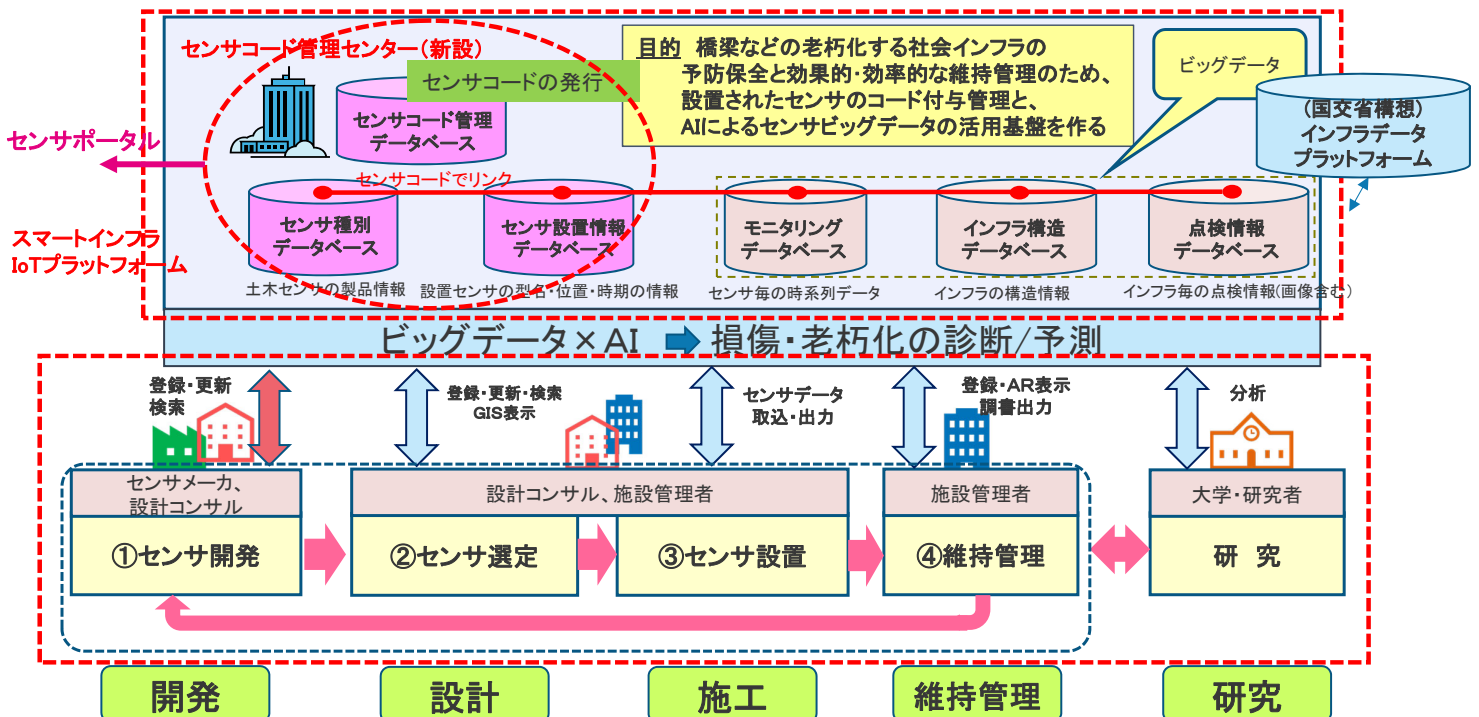 センサコード管理センター(新設)
センサコードの発行
センサコード管理
データベース
目的 橋梁などの老朽化する社会インフラの
予防保全と効果的・効率的な維持管理のため、
設置されたセンサのコード付与管理と、
AIによるセンサビッグデータの活用基盤を作る
ビッグデータ
(国交省構想)
インフラデータ
プラットフォーム
センサポータル
センサコードでリンク
スマートインフラ
IoTプラットフォーム
センサ種別
データベース
センサ設置情報
データベース
モニタリング
データベース
インフラ構造
データベース
点検情報
データベース
土木センサの製品情報
設置センサの型名・位置・時期の情報
センサ毎の時系列データ
インフラの構造情報
インフラ毎の点検情報(画像含む)
ビッグデータ×AI 損傷・老朽化の診断/予測
登録・更新
検索
登録・更新・検索
GIS表示
センサデータ
取込・出力
登録・AR表示
調書出力
分析
センサメーカ、
設計コンサル
設計コンサル、施設管理者
施設管理者
大学・研究者
①センサ開発
②センサ選定
③センサ設置
④維持管理
研 究
開発
設計
施工
維持管理
研究